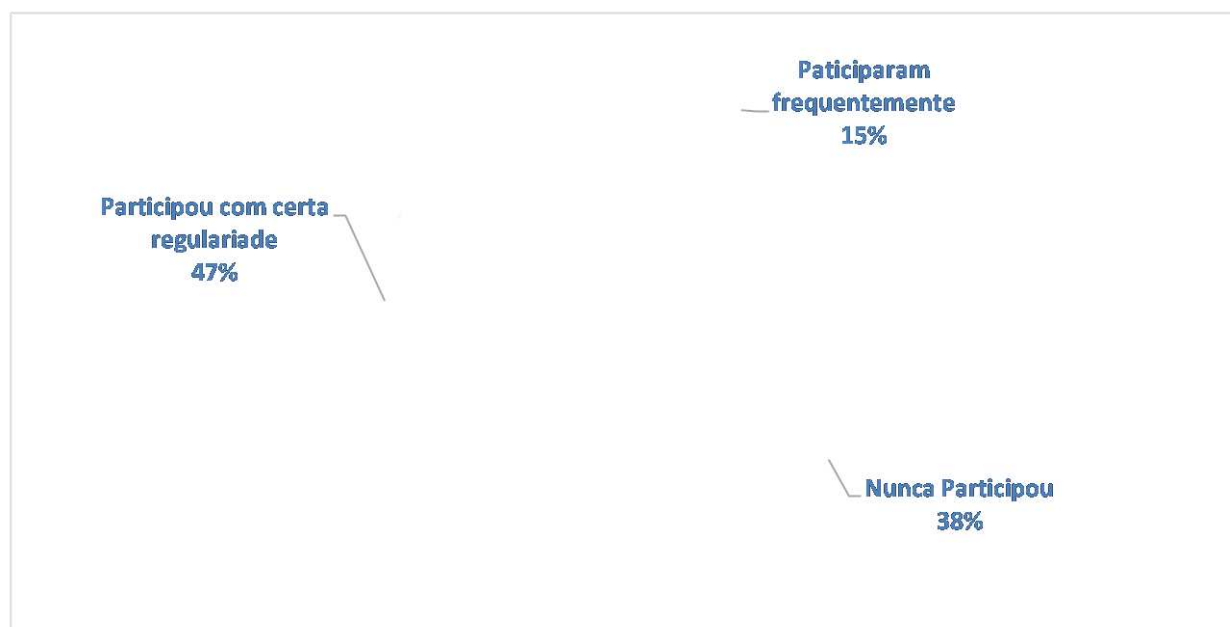 Paticiparam
frequentemente
15%
Participou com certa
regulariade
47%
Nunca Participou
38%